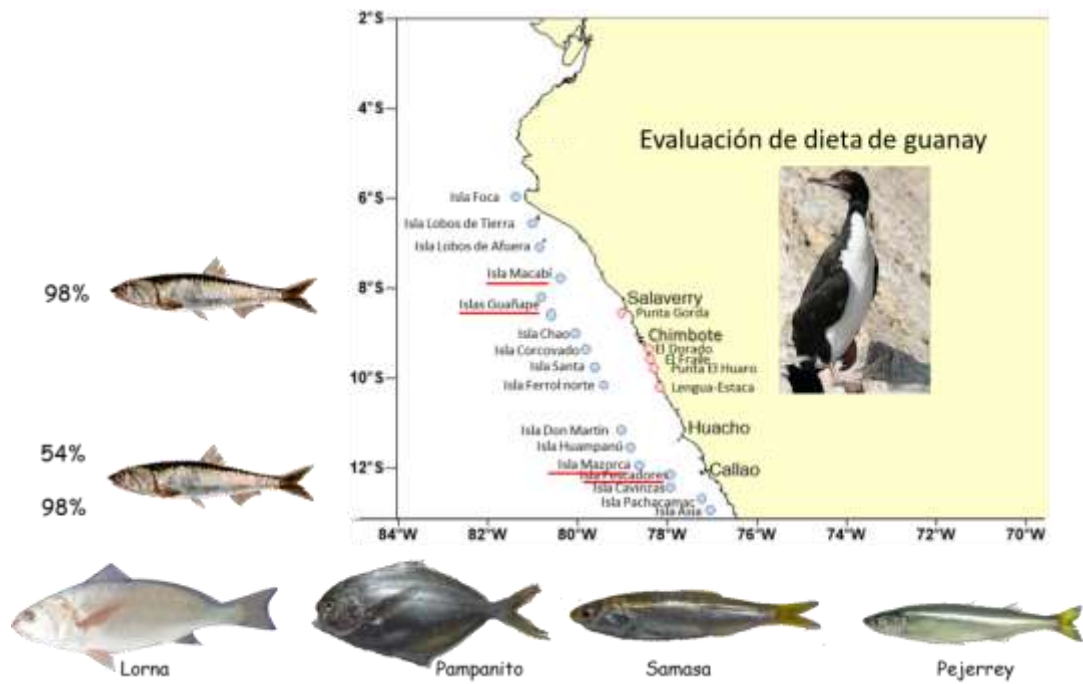 2°S
4°S
Evaluación de dieta de guanay
6°S
Isla Foca
Isla Lobos de Tierra
Isla Lobos de Afuera
Isla Macabí
98%
8°S
Islas Guañape
Salaverry
Punta Gorda
Isla Chao
Chimbote
El Dorado
Isla Corcovado
El Fraile
Isla Santa
Punta El Huaro
10°S
Isla Ferrol norte
Lengua-Estaca
Isla Don Martín
Huacho
Isla Huampanú
54%
Isla Mazorca
12°S
Isla Pescadores
Callao
Isla Cavinzas
98%
Isla Pachacamac
Isla Asia
84°W 82°W 80°W 78°W 76°W 74°W 72°W 70°W
Lorna Pampanito Samasa Pejerrey